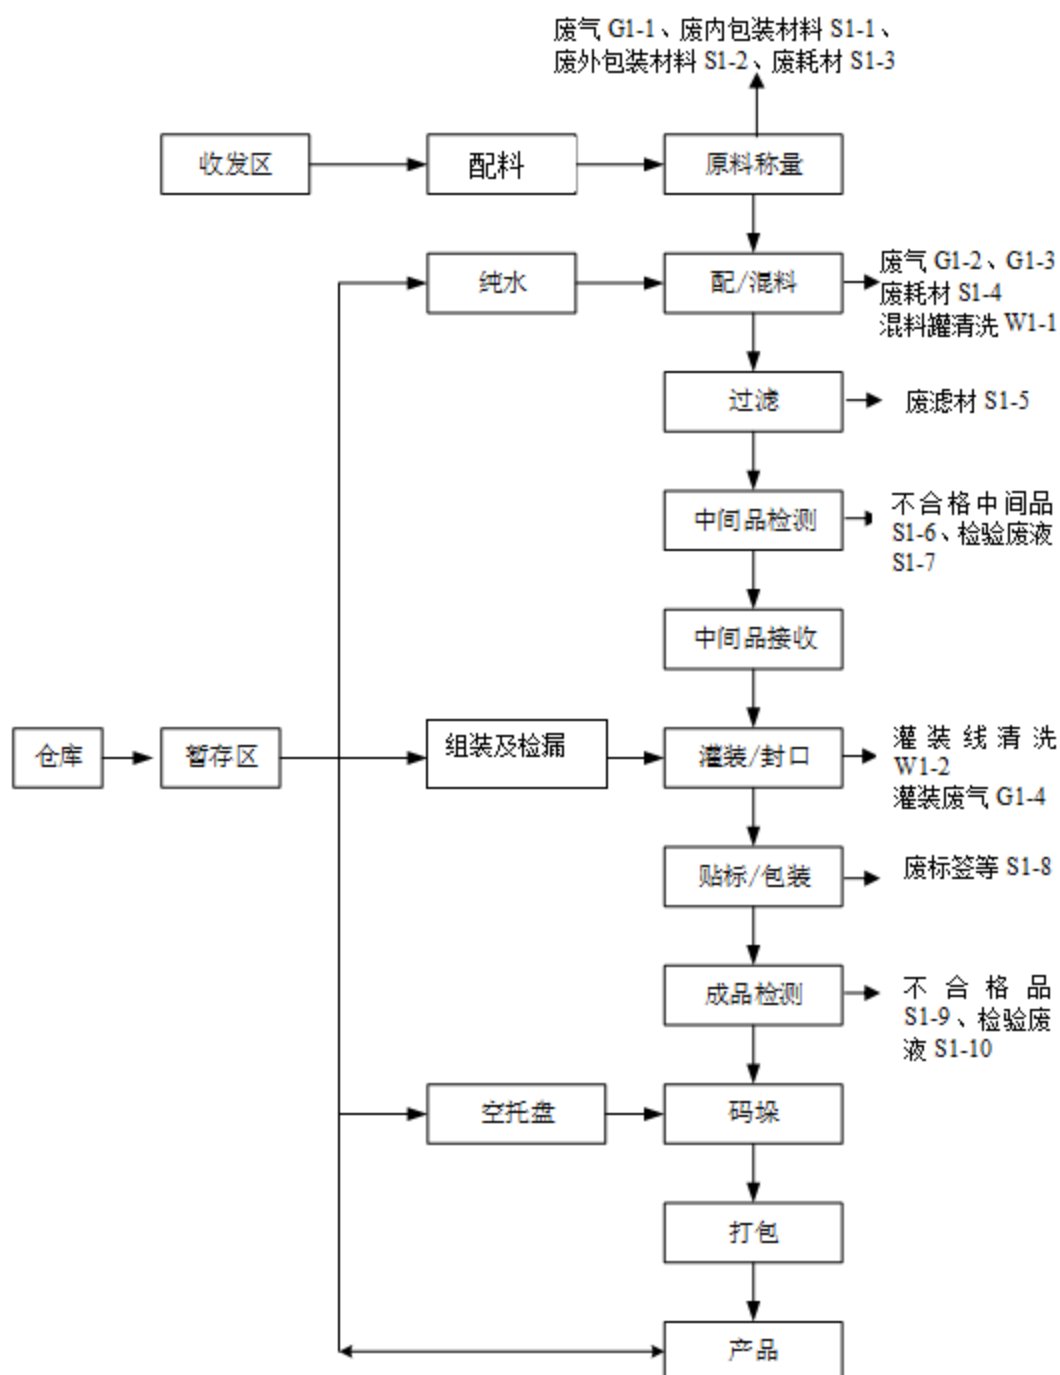 废气 G1-1、废内包装材料 S1-1、
废外包装材料 S1-2、废耗材 S1-3
收发区
配料
原料称量
纯水
配/混料
废气 G1-2、G1-3
废耗材 S1-4
混料罐清洗 W1-1
过滤
废滤材 S1-5
中间品检测
不合格中间品
S1-6、检验废液
S1-7
中间品接收
仓库
暂存区
组装及检漏
灌装/封口
灌装线清洗
W1-2
灌装废气 G1-4
贴标/包装
废标签等 S1-8
成品检测
不合格品
S1-9、检验废
液 S1-10
空托盘
码垛
打包
产品